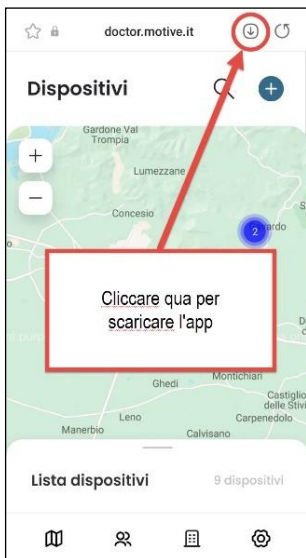 doctor.motive.it
Dispositivi
Gardone Val
Trompia
+
Lumezzane
−
Concesio
2
Cliccare qua per
scaricare l'app
Ghedi
Montichiari
Castiglio
delle Stivi
Leno
Carpenedolo
Manerbio
Calvisano
Lista dispositivi
9 dispositivi